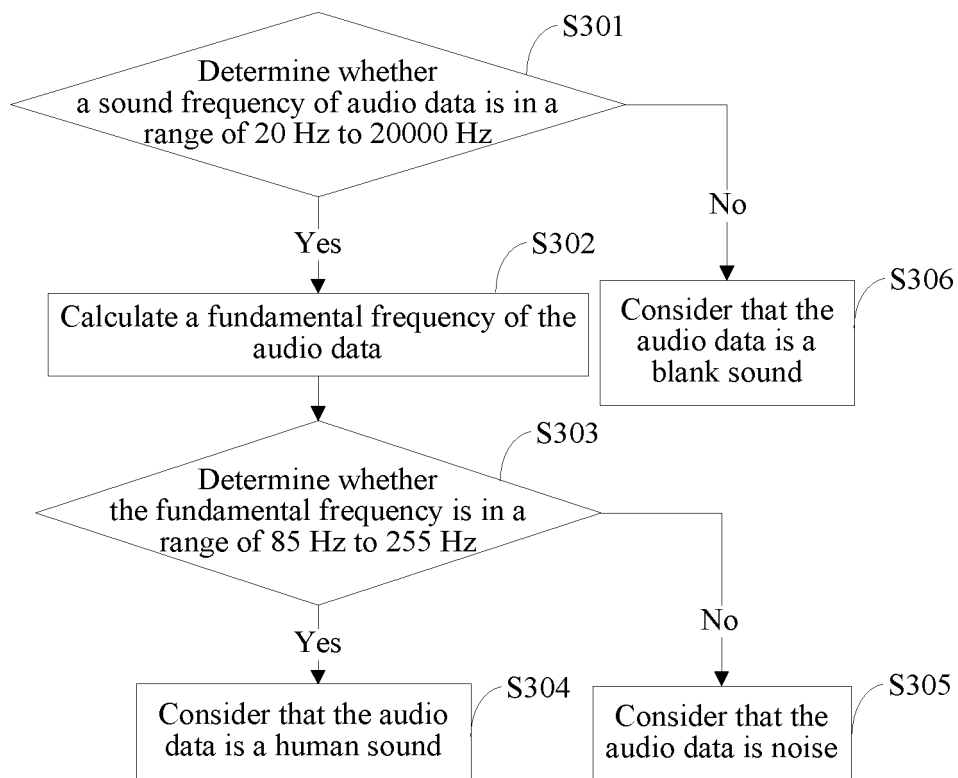 S301
Determine whether
a sound frequency of audio data is in a
range of 20 Hz to 20000 Hz
No
Yes
S302
Calculate a fundamental frequency of the
audio data
S306
Consider that the
audio data is a
blank sound
S303
Determine whether
the fundamental frequency is in a
range of 85 Hz to 255 Hz
No
Yes
S304
Consider that the audio
data is a human sound
S305
Consider that the
audio data is noise